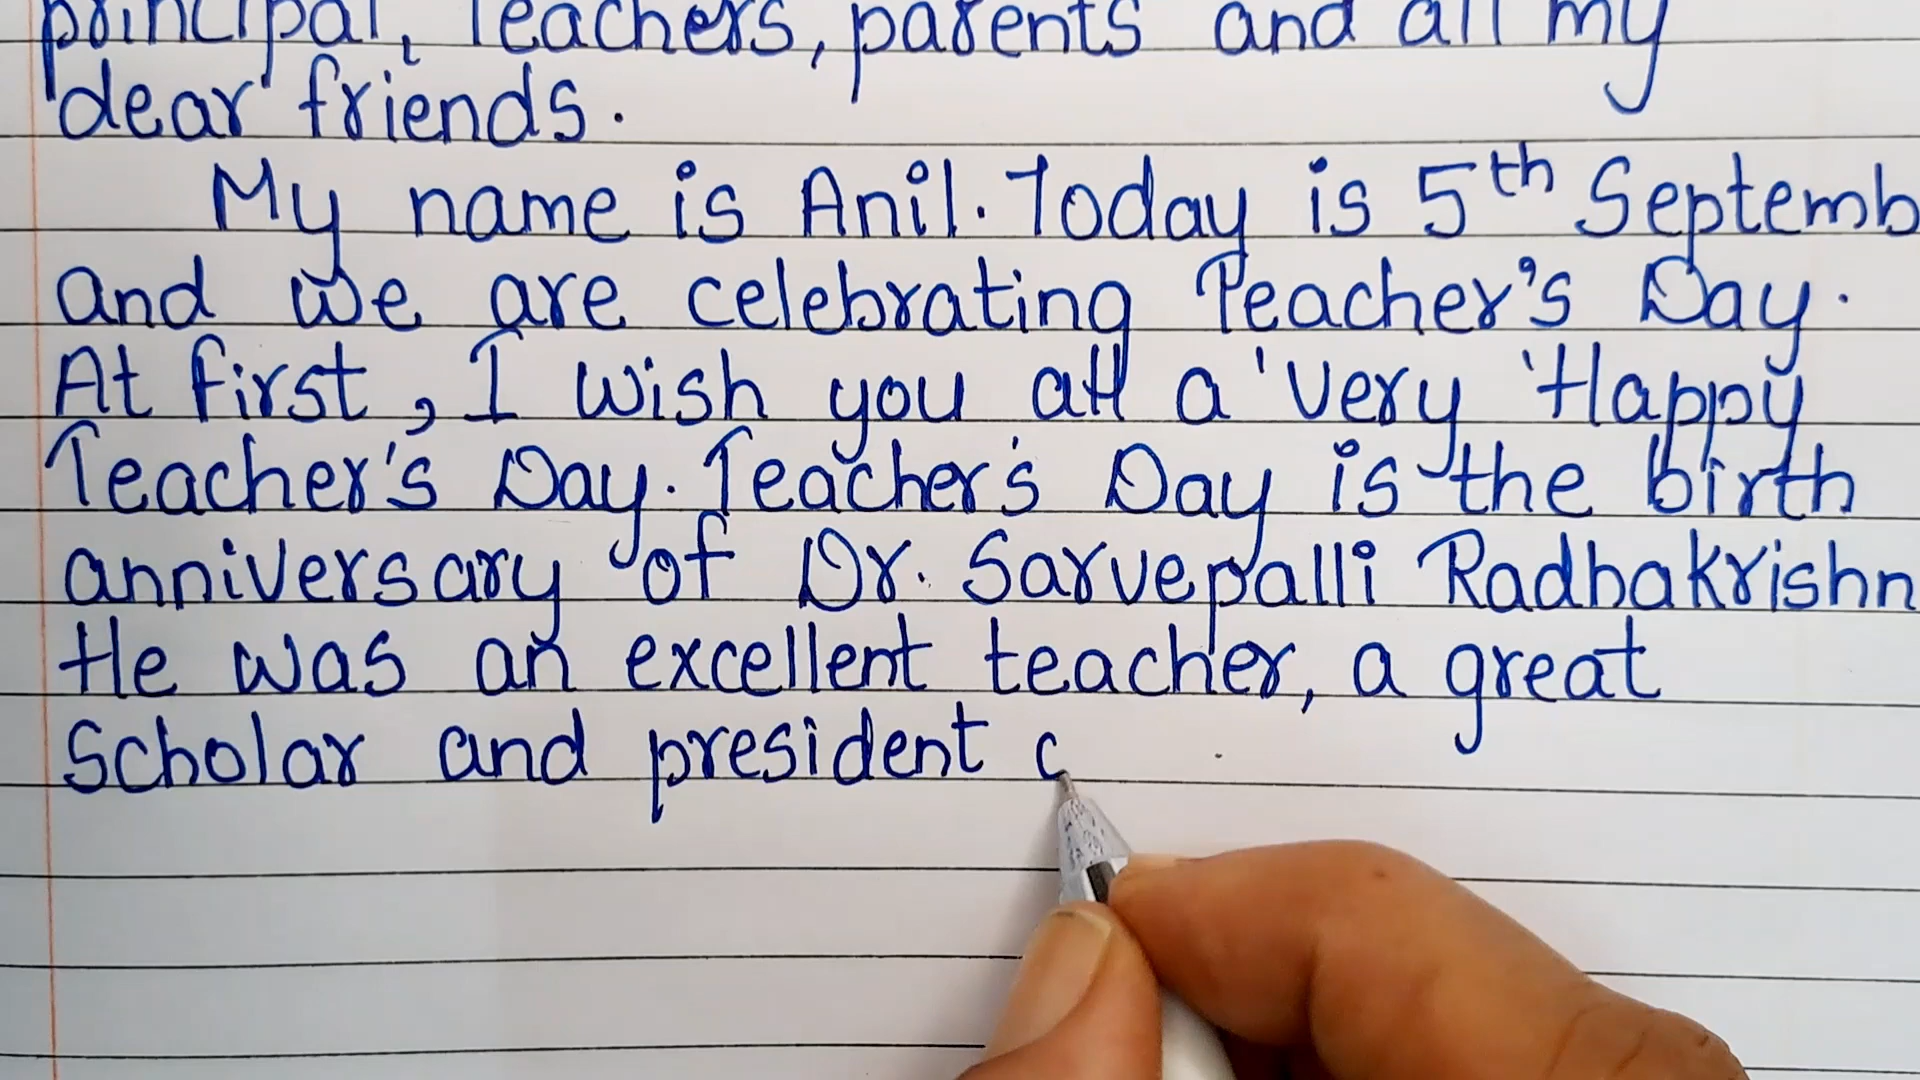 principal, Teachers, parents and all my
dear friends.
My name is Anil. Today is 5th Septemb
and we are celebrating Teacher's Day.
At first, I wish you all a very Happy
Teacher's Day. Teacher's Day is the birth
anniversary of Dr. Sarvepalli Radhakrishn
He was an excellent teacher, a great
Scholar and president